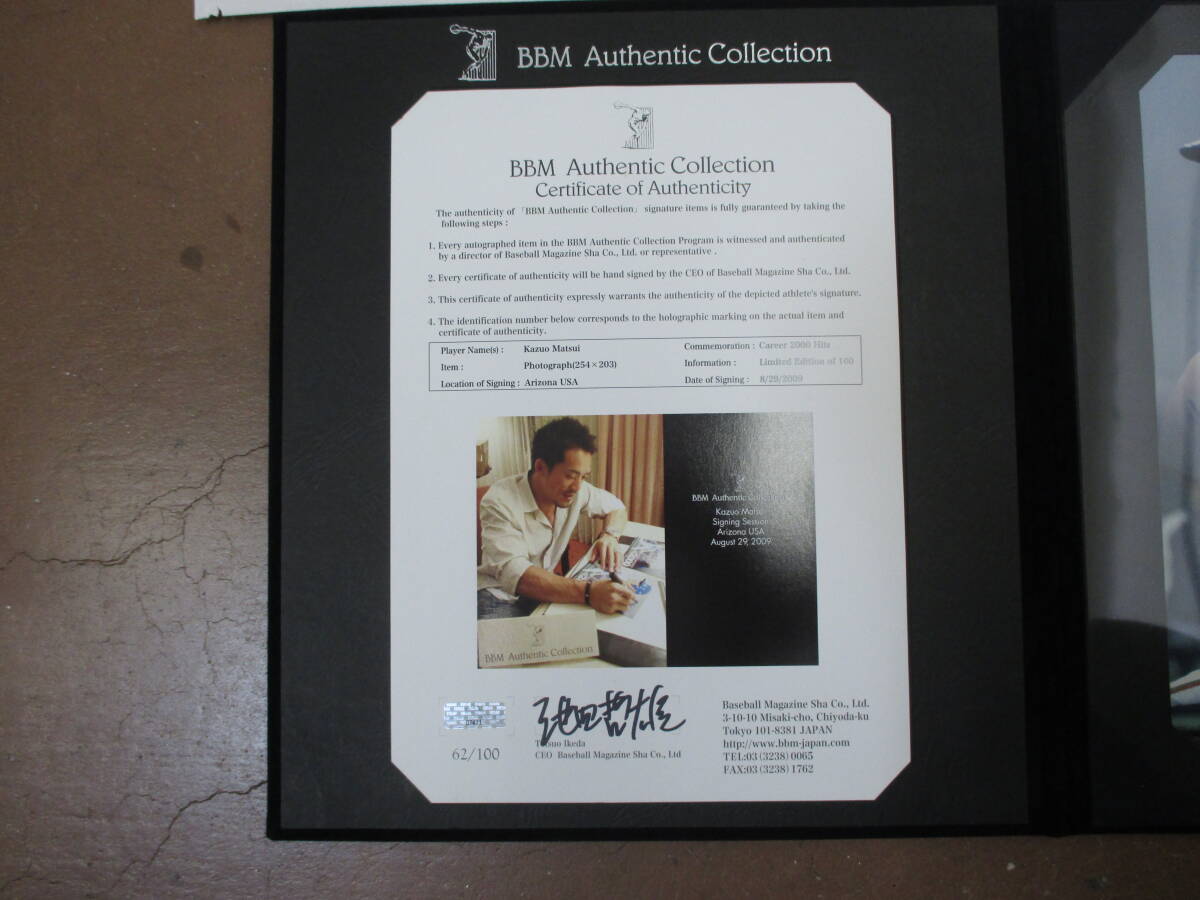 BBM Authentic Collection
BBM Authentic Collection
Certificate of Authenticity
The authenticity of 「BBM Authentic Collection」 signature items is fully guaranteed by taking the
following steps :
1. Every autographed item in the BBM Authentic Collection Program is witnessed and authenticated
by a director of Baseball Magazine Sha Co., Ltd. or representative .
2. Every certificate of authenticity will be hand signed by the CEO of Baseball Magazine Sha Co., Ltd.
3. This certificate of authenticity expressly warrants the authenticity of the depicted athlete's signature.
4. The identification number below corresponds to the holographic marking on the actual item and
certificate of authenticity.
Player Name(s) : Kazuo Matsui Commemoration : Career 2000 Hits
Item : Photograph(254×203) Information : Limited Edition of 100
Location of Signing : Arizona USA Date of Signing : 8/29/2009
BBM Authentic Collection
Kazuo Matsui
Signing Session
Arizona USA
August 29, 2009
BBM Authentic Collection
池田哲雄
62/100
Tetsuo Ikeda
CEO Baseball Magazine Sha Co., Ltd
Baseball Magazine Sha Co., Ltd.
3-10-10 Misaki-cho, Chiyoda-ku
Tokyo 101-8381 JAPAN
http://www.bbm-japan.com
TEL:03(3238)0065
FAX:03(3238)1762